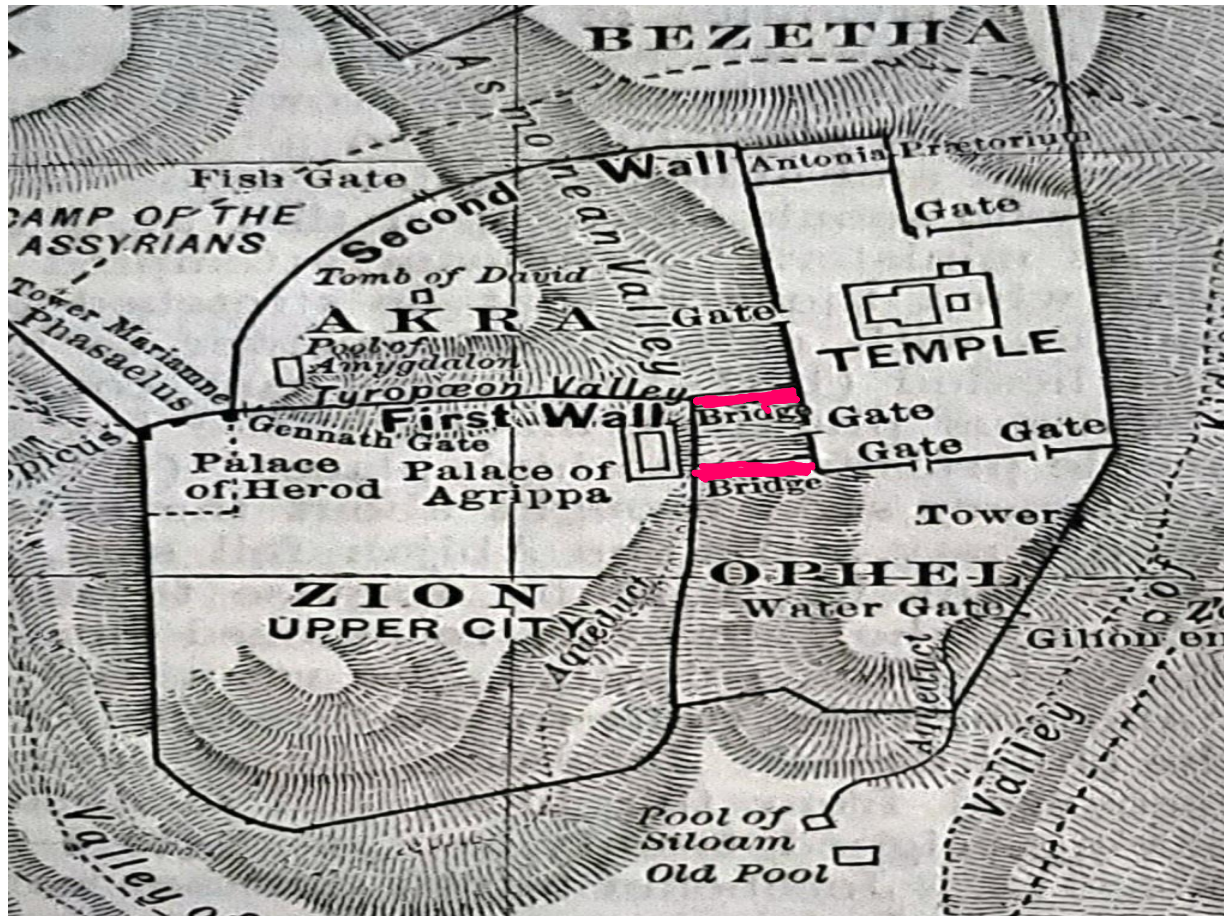 BEZETHA
Asmonean Valley
Second Wall
Antonia
Prætorium
Fish Gate
Gate
CAMP OF THE
ASSYRIANS
Tomb of David
AKRA
Gate
TEMPLE
Tower Mariamne
Phasaelus
Pool of
Amygdalon
Tyropœon Valley
First Wall
Bridge
Gate
Gennath Gate
Gate
Gate
Palace
of Herod
Palace of
Agrippa
Bridge
Tower
ZION
UPPER CITY
Aqueduct
OPHEL
Water Gate
Aqueduct
Gihon
Valley of
Pool of
Siloam
Old Pool
Valley of